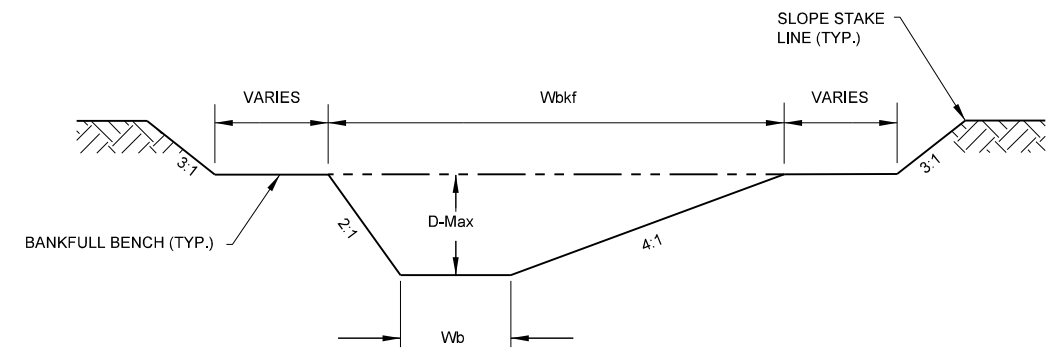 SLOPE STAKE
LINE (TYP.)
VARIES
Wbkf
VARIES
3:1
3:1
D-Max
2:1
4:1
BANKFULL BENCH (TYP.)
Wb